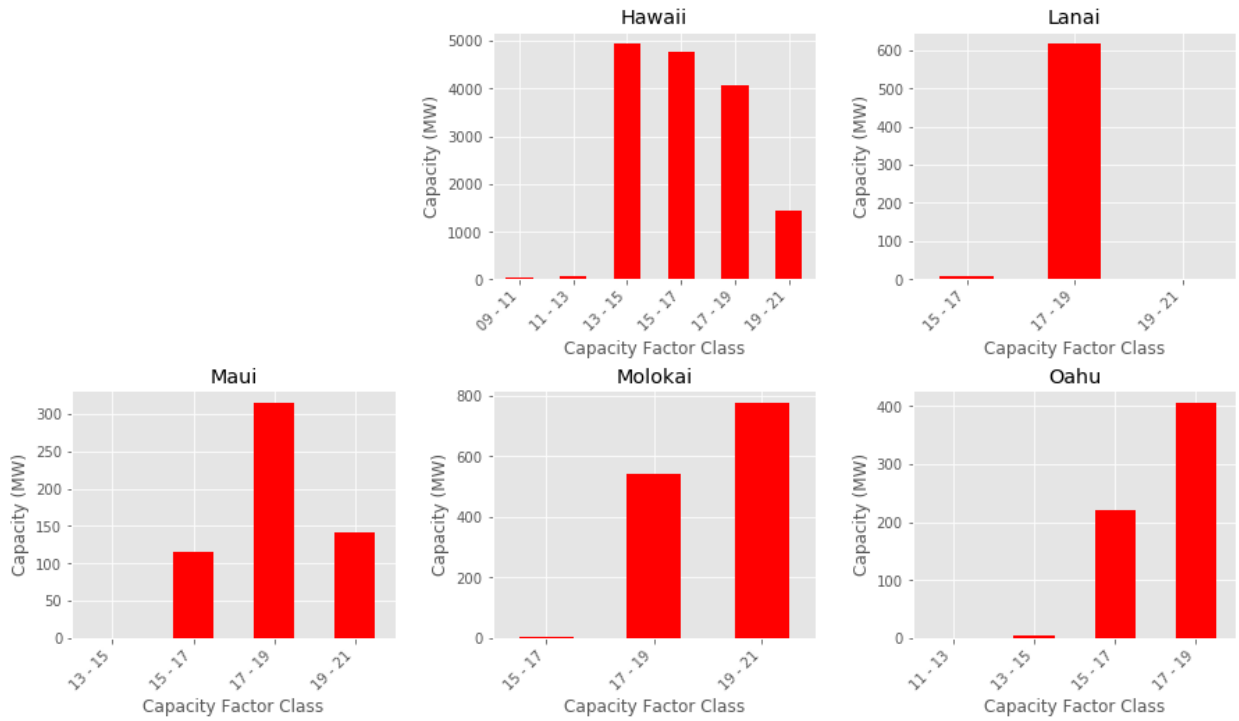 Hawaii
Capacity (MW)
5000
4000
3000
2000
1000
0
09 - 11
11 - 13
13 - 15
15 - 17
17 - 19
19 - 21
Capacity Factor Class
Lanai
Capacity (MW)
600
500
400
300
200
100
0
15 - 17
17 - 19
19 - 21
Capacity Factor Class
Maui
Capacity (MW)
300
250
200
150
100
50
0
13 - 15
15 - 17
17 - 19
19 - 21
Capacity Factor Class
Molokai
Capacity (MW)
800
600
400
200
0
15 - 17
17 - 19
19 - 21
Capacity Factor Class
Oahu
Capacity (MW)
400
300
200
100
0
11 - 13
13 - 15
15 - 17
17 - 19
Capacity Factor Class